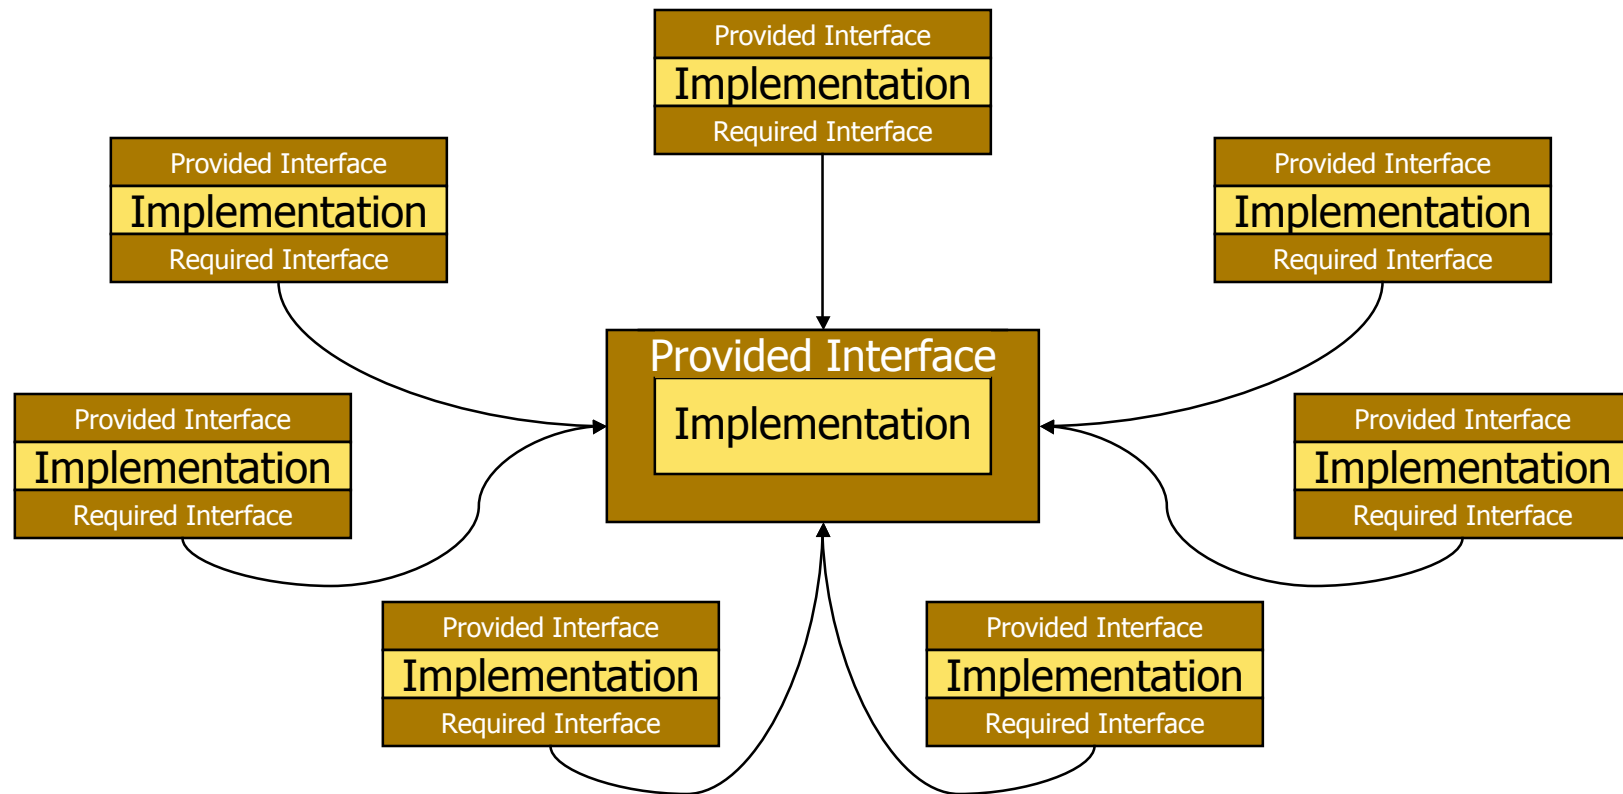 Provided Interface
Implementation
Required Interface
Provided Interface
Implementation
Required Interface
Provided Interface
Implementation
Required Interface
Provided Interface
Implementation
Provided Interface
Implementation
Required Interface
Provided Interface
Implementation
Required Interface
Provided Interface
Implementation
Required Interface
Provided Interface
Implementation
Required Interface